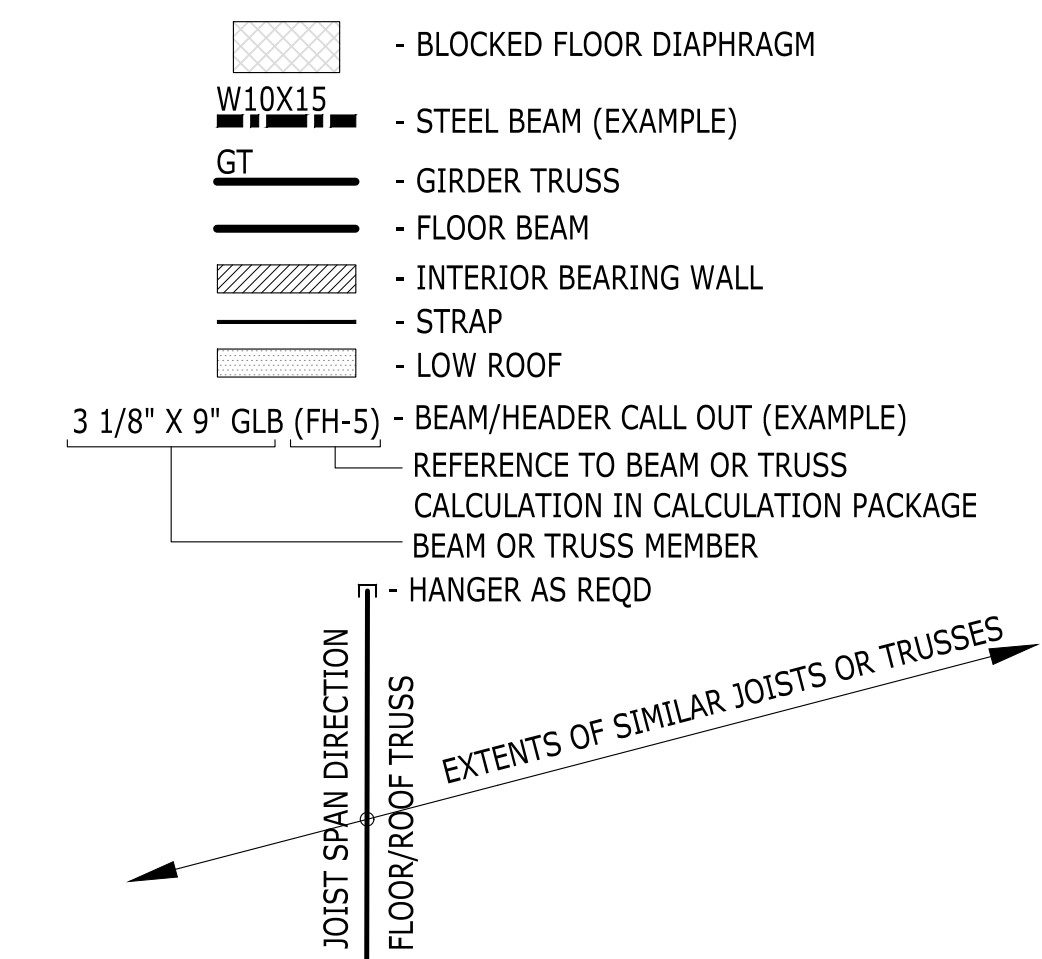 - BLOCKED FLOOR DIAPHRAGM
W10X15
- STEEL BEAM (EXAMPLE)
GT
- GIRDER TRUSS
- FLOOR BEAM
- INTERIOR BEARING WALL
- STRAP
- LOW ROOF
3 1/8" X 9" GLB (FH-5) - BEAM/HEADER CALL OUT (EXAMPLE)
REFERENCE TO BEAM OR TRUSS
CALCULATION IN CALCULATION PACKAGE
BEAM OR TRUSS MEMBER
- HANGER AS REQD
JOIST SPAN DIRECTION
FLOOR/ROOF TRUSS
EXTENTS OF SIMILAR JOISTS OR TRUSSES